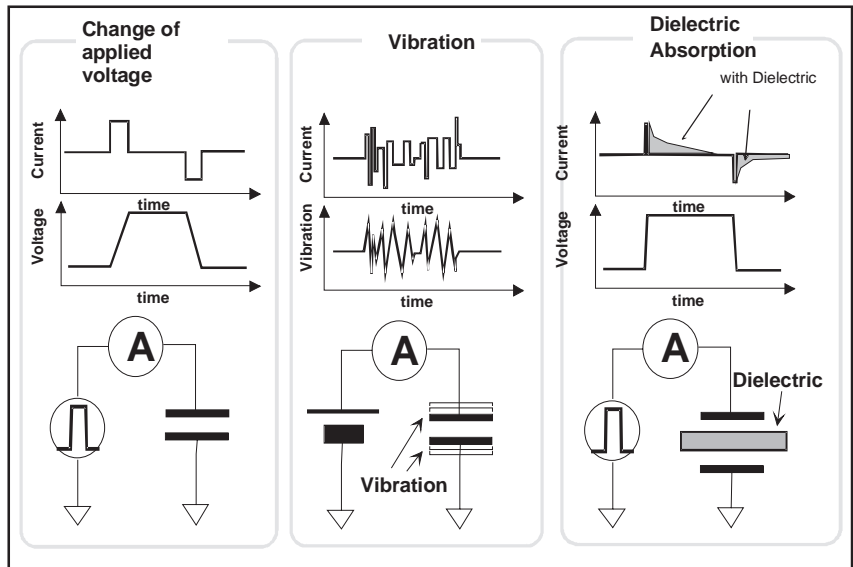 Change of
applied
voltage
Current
time
Voltage
time
A
Vibration
Current
time
Vibration
time
A
Vibration
Dielectric
Absorption
with Dielectric
Current
time
Voltage
time
A
Dielectric